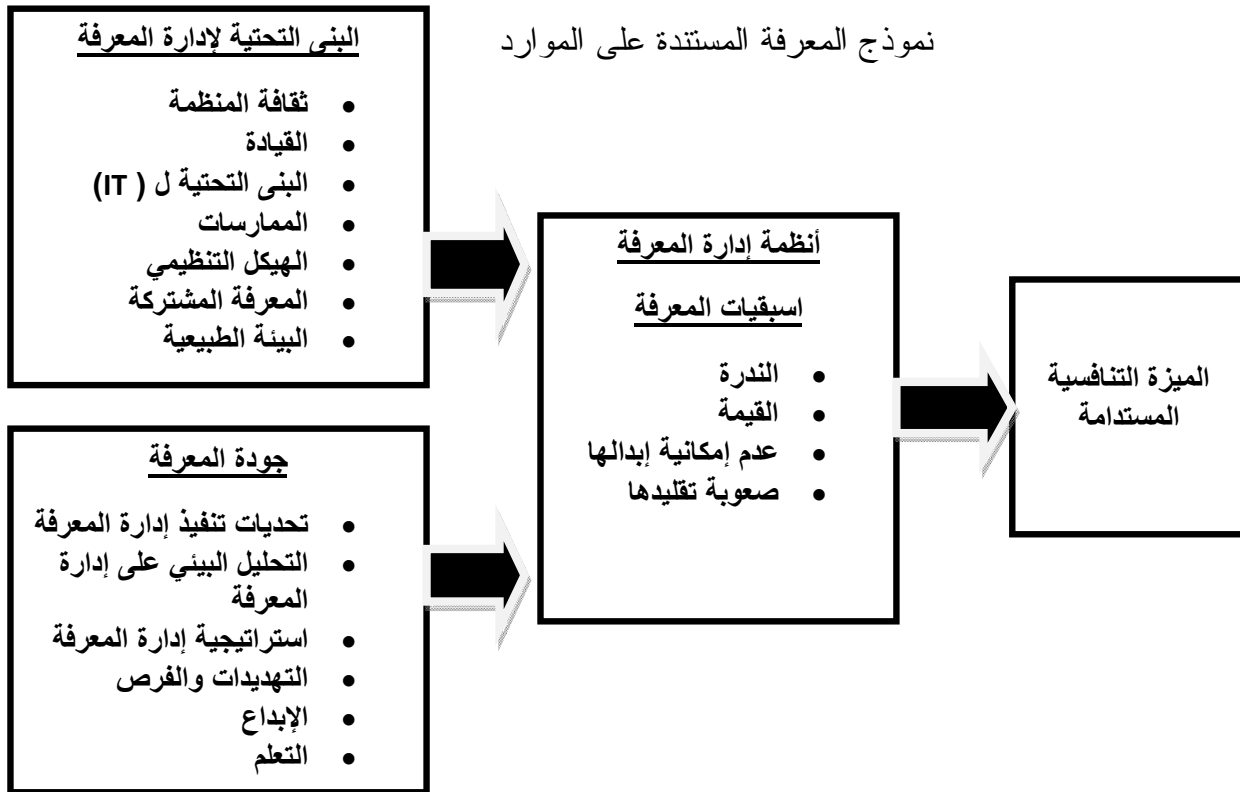 نموذج المعرفة المستندة على الموارد
البنى التحتية لإدارة المعرفة
• ثقافة المنظمة
• القيادة
• البنى التحتية ل ( IT)
• الممارسات
• الهيكل التنظيمي
• المعرفة المشتركة
• البيئة الطبيعية
جودة المعرفة
• تحديات تنفيذ إدارة المعرفة
• التحليل البيئي على إدارة
المعرفة
• استراتيجية إدارة المعرفة
• التهديدات والفرص
• الإبداع
• التعلم
أنظمة إدارة المعرفة
اسبقيات المعرفة
• الندرة
• القيمة
• عدم إمكانية إبدالها
• صعوبة تقليدها
الميزة التنافسية
المستدامة